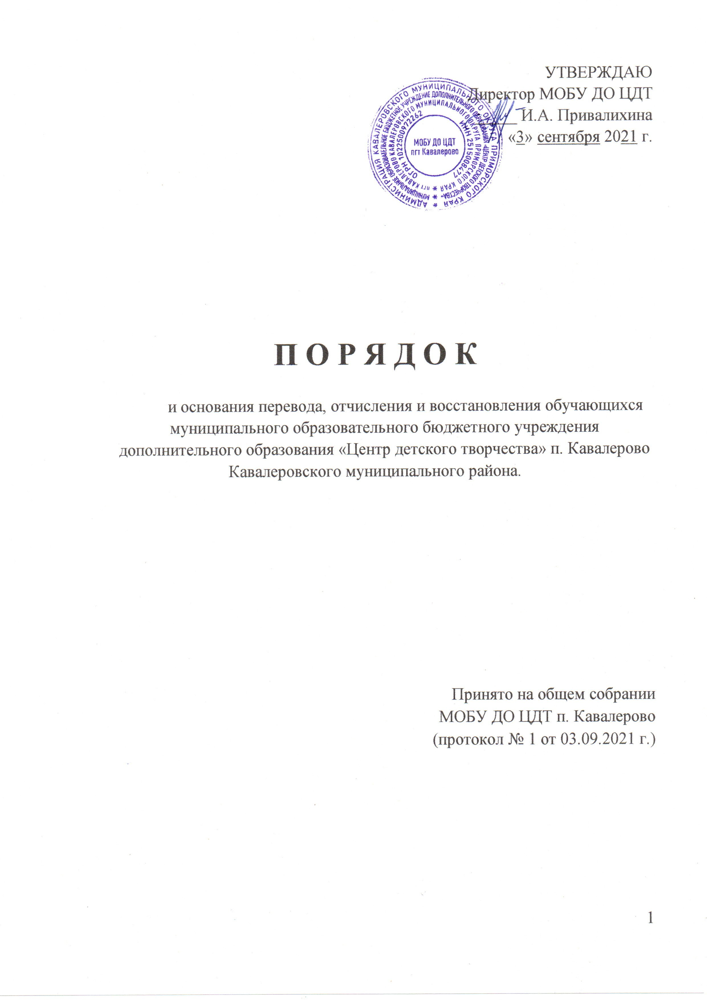 УТВЕРЖДАЮ
Директор МОБУ ДО ЦДТ
И.А. Привалихина
«3» сентября 2021 г.
АДМИНИСТРАЦИЯ КАВАЛЕРОВСКОГО МУНИЦИПАЛЬНОГО ОКРУГА ПРИМОРСКОГО КРАЯ
МУНИЦИПАЛЬНОЕ ОБРАЗОВАТЕЛЬНОЕ БЮДЖЕТНОЕ УЧРЕЖДЕНИЕ ДОПОЛНИТЕЛЬНОГО ОБРАЗОВАНИЯ «ЦЕНТР ДЕТСКОГО ТВОРЧЕСТВА»
пгт КАВАЛЕРОВО КАВАЛЕРОВСКОГО МУНИЦИПАЛЬНОГО ОКРУГА ПРИМОРСКОГО КРАЯ
ОГРН 1022500972262
ИНН 2515008477
МОБУ ДО ЦДТ
пгт Кавалерово
П О Р Я Д О К
и основания перевода, отчисления и восстановления обучающихся
муниципального образовательного бюджетного учреждения
дополнительного образования «Центр детского творчества» п. Кавалерово
Кавалеровского муниципального района.
Принято на общем собрании
МОБУ ДО ЦДТ п. Кавалерово
(протокол № 1 от 03.09.2021 г.)
1